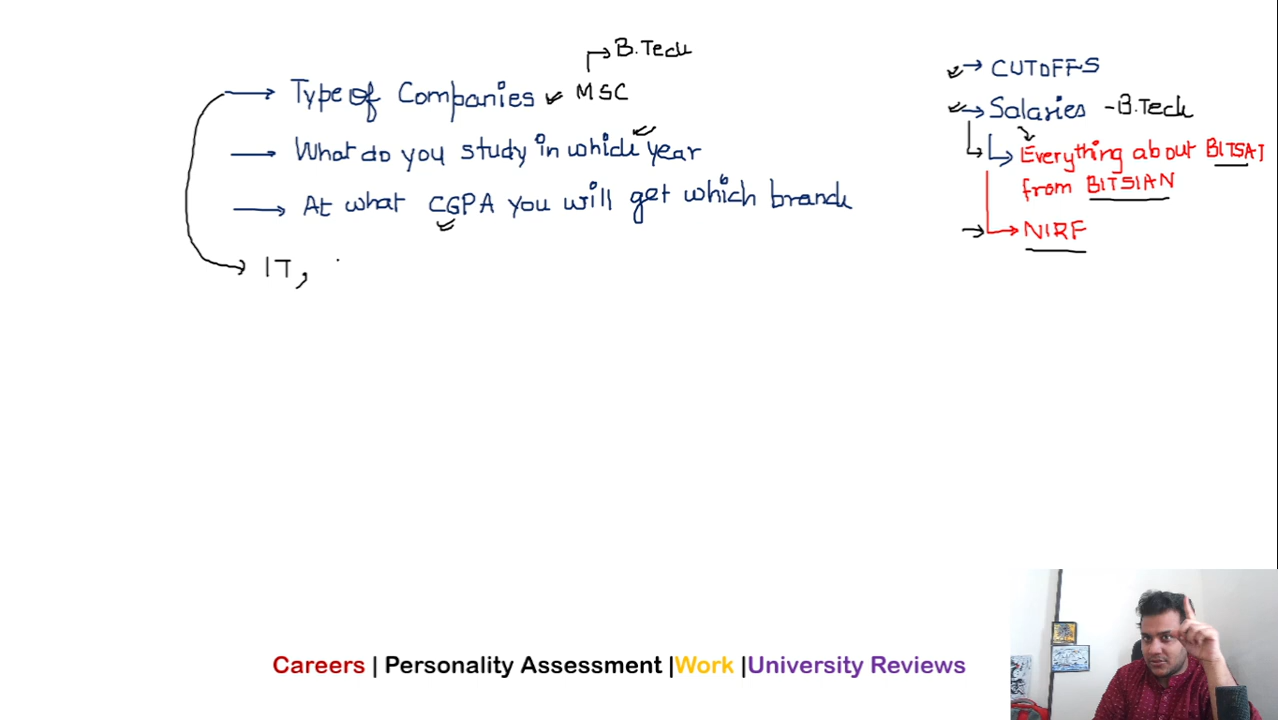 B.Tech
Type of Companies MSC
What do you study in which year
At what CGPA you will get which branch
IT,
CUTOFFS
Salaries - B.Tech
Everything about BITSAT
from BITSIAN
NIRF
Careers | Personality Assessment |Work |University Reviews